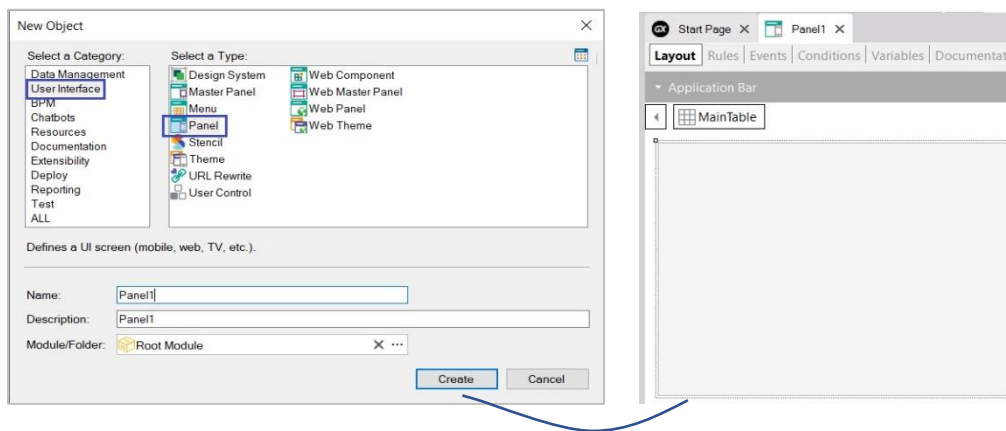 New Object
Select a Category:
Data Management
User Interface
BPM
Chatbots
Resources
Documentation
Extensibility
Deploy
Reporting
Test
ALL
Select a Type:
Design System
Master Panel
Menu
Panel
Stencil
Theme
URL Rewrite
User Control
Web Component
Web Master Panel
Web Panel
Web Theme
Defines a UI screen (mobile, web, TV, etc.).
Name: Panel1
Description: Panel1
Module/Folder: Root Module
Create Cancel
GX Start Page Panel1
Layout Rules Events Conditions Variables Documentat
Application Bar
MainTable